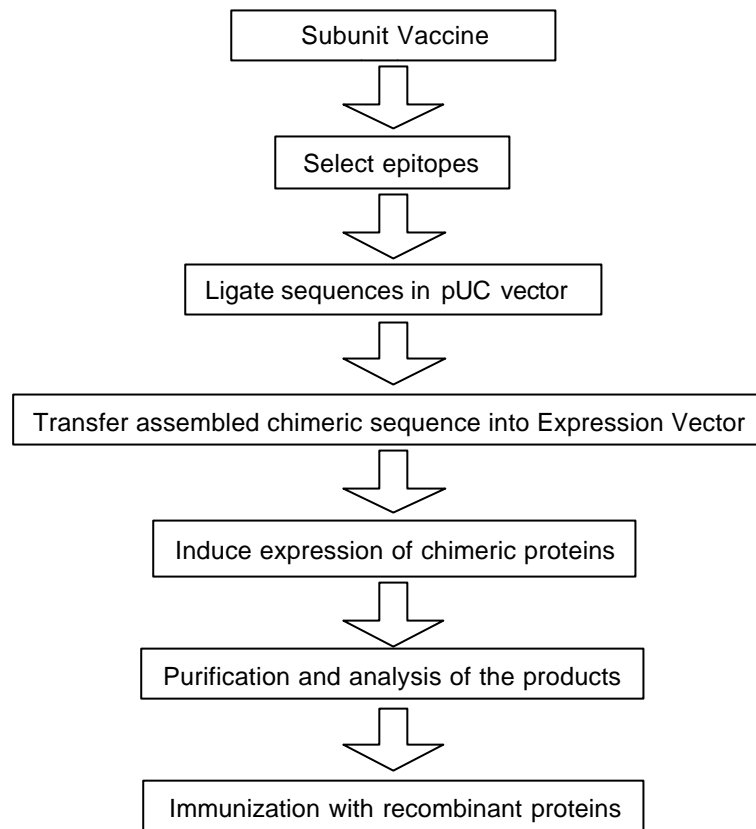 Subunit Vaccine
Select epitopes
Ligate sequences in pUC vector
Transfer assembled chimeric sequence into Expression Vector
Induce expression of chimeric proteins
Purification and analysis of the products
Immunization with recombinant proteins